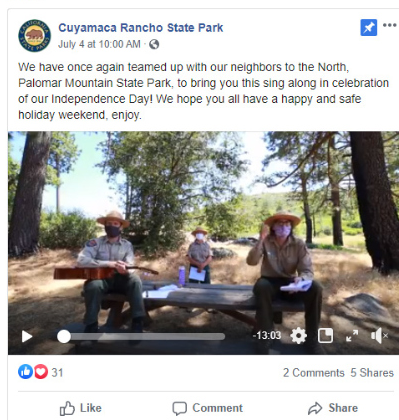 Cuyamaca Rancho State Park
July 4 at 10:00 AM ·
We have once again teamed up with our neighbors to the North,
Palomar Mountain State Park, to bring you this sing along in celebration
of our Independence Day! We hope you all have a happy and safe
holiday weekend, enjoy.
-13:03
31
2 Comments 5 Shares
Like
Comment
Share